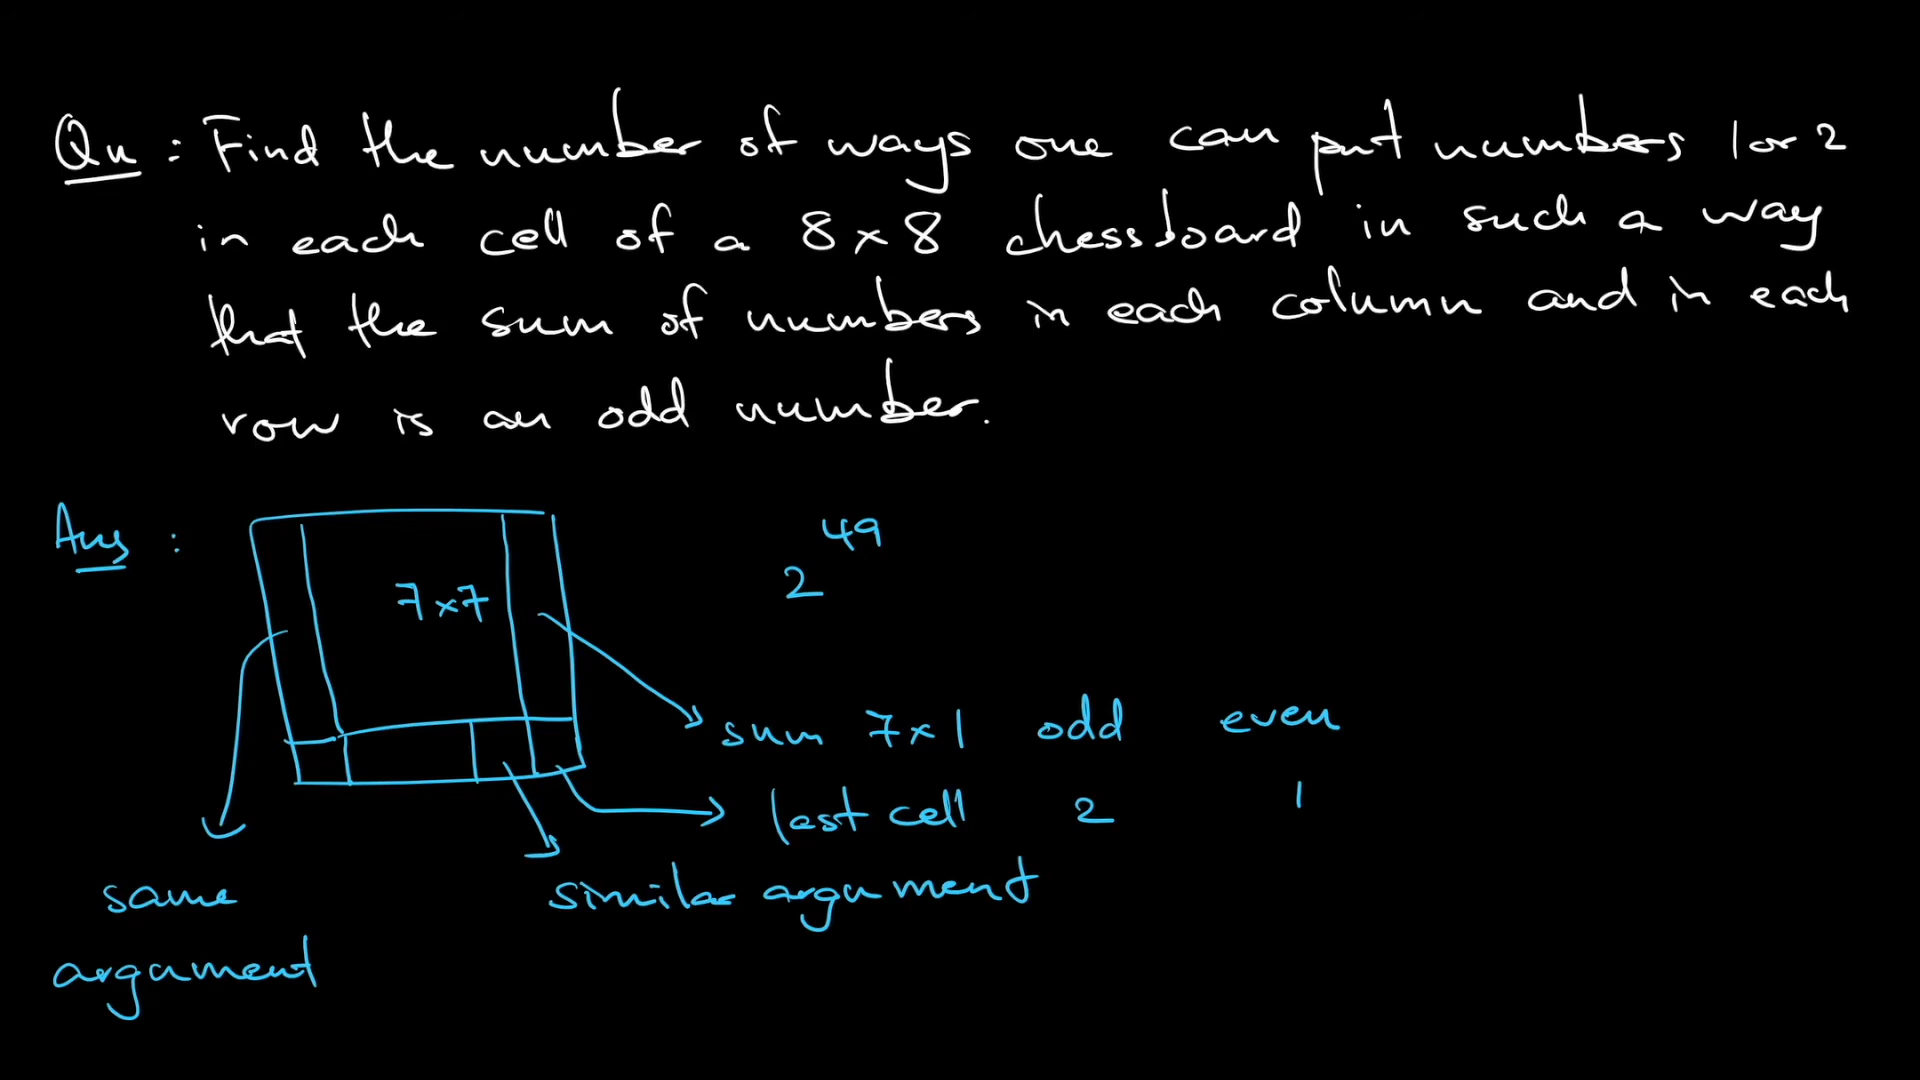 Qu : Find the number of ways one can put numbers 1 or 2
in each cell of a 8 × 8 chessboard in such a way
that the sum of numbers in each column and in each
row is an odd number.
Ans :
2^49
7×7
sum 7×1 odd even
last cell 2 1
same
argument
similar argument